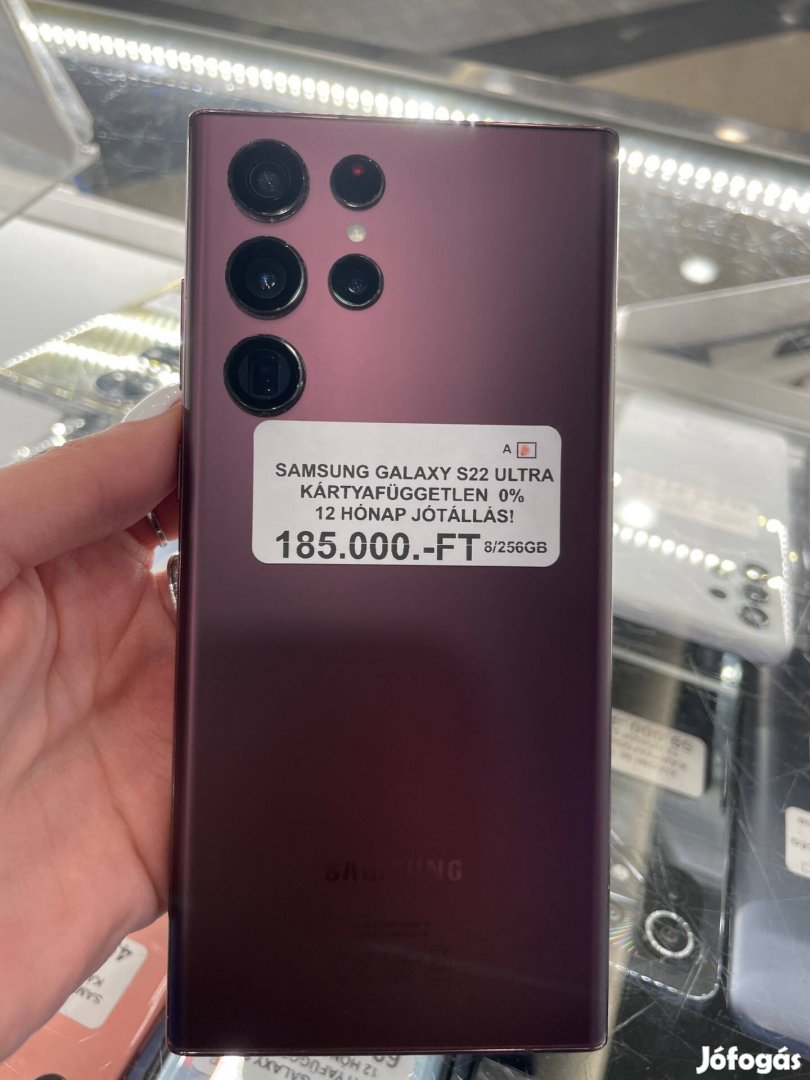 A
SAMSUNG GALAXY S22 ULTRA
KÁRTYAFÜGGETLEN 0%
12 HÓNAP JÓTÁLLÁS!
185.000.-FT 8/256GB
SAMSUNG
Jófogás